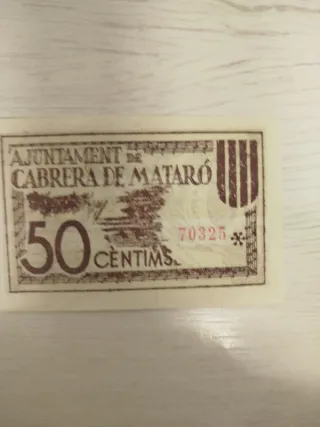 AJUNTAMENT DE
CABRERA DE MATARÓ
70325
50 CÈNTIMS